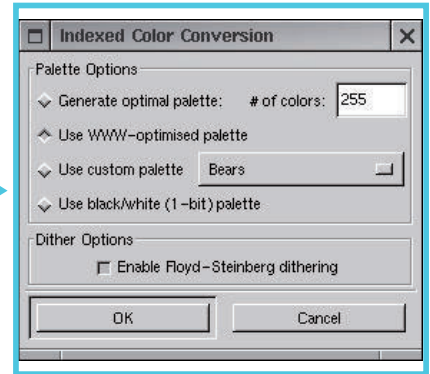 Indexed Color Conversion
Palette Options
Generate optimal palette: # of colors: 255
Use WWW-optimised palette
Use custom palette Bears
Use black/white (1-bit) palette
Dither Options
Enable Floyd-Steinberg dithering
OK Cancel